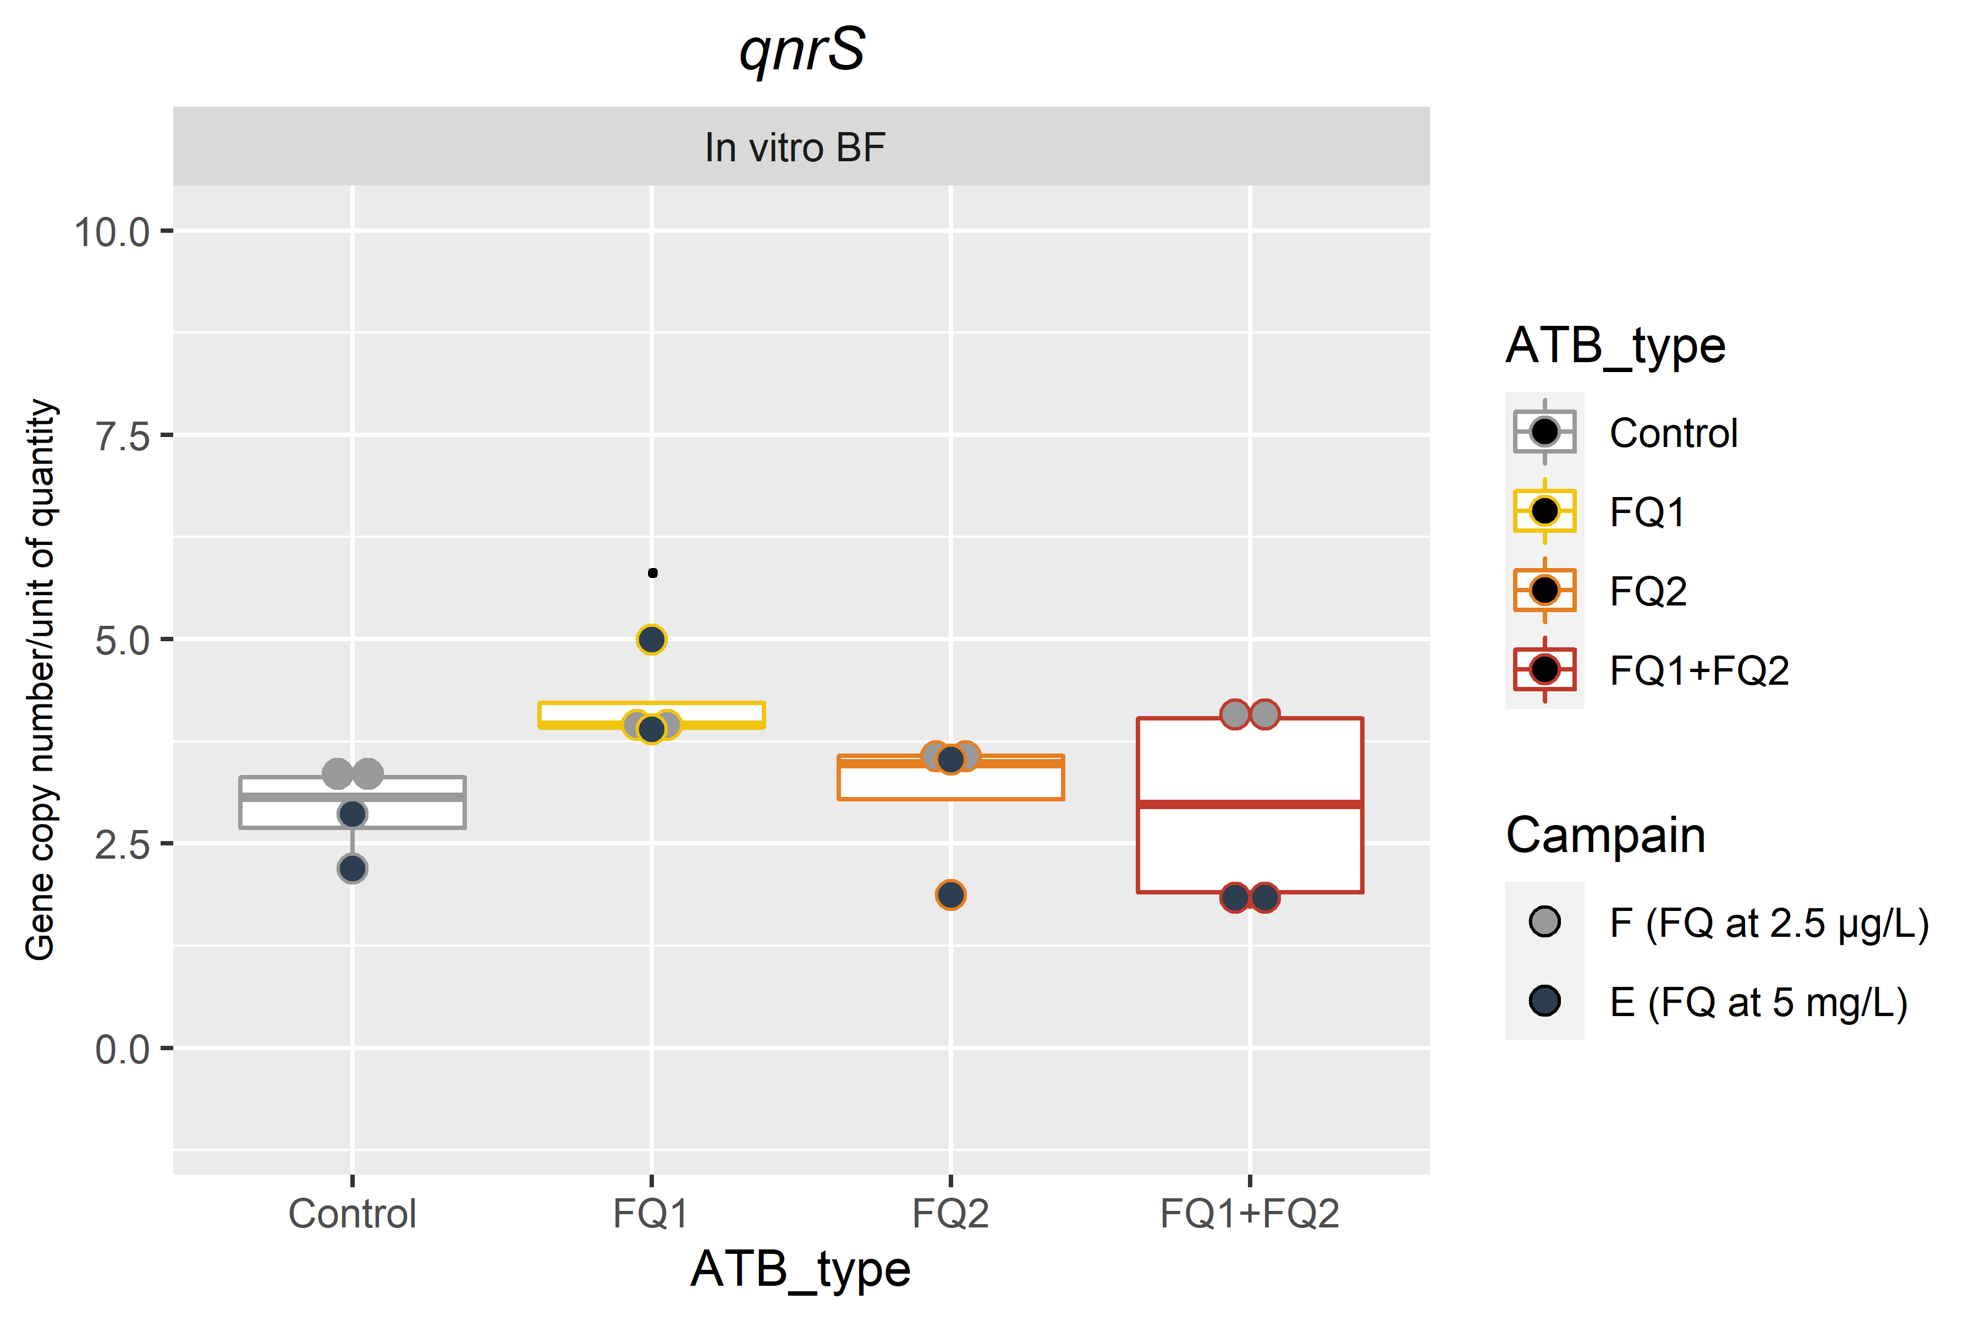 qnrS
In vitro BF
10.0
7.5
5.0
2.5
0.0
Gene copy number/unit of quantity
Control
FQ1
FQ2
FQ1+FQ2
ATB_type
ATB_type
Control
FQ1
FQ2
FQ1+FQ2
Campain
F (FQ at 2.5 µg/L)
E (FQ at 5 mg/L)